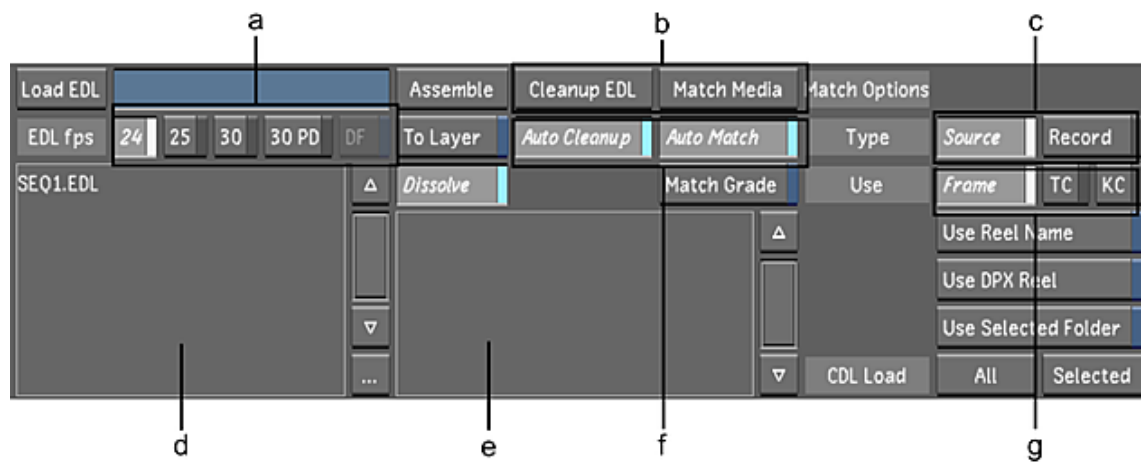 a b c
Load EDL Assemble Cleanup EDL Match Media Match Options
EDL fps 24 25 30 30 PD DF To Layer Auto Cleanup Auto Match Type Source Record
SEQ1.EDL Dissolve Match Grade Use Frame TC KC
Use Reel Name
Use DPX Reel
Use Selected Folder
... CDL Load All Selected
d e f g